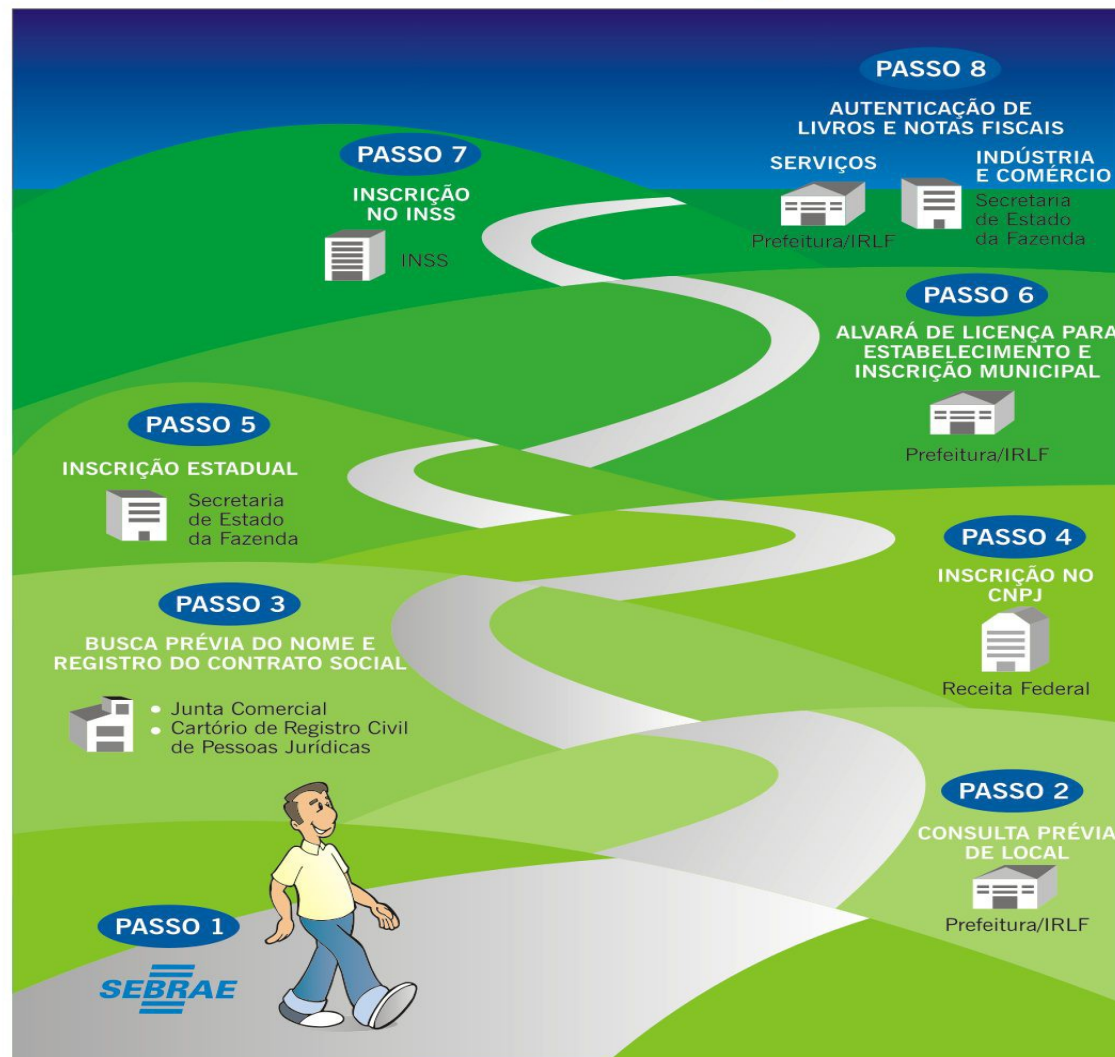 PASSO 1
SEBRAE
PASSO 2
CONSULTA PRÉVIA
DE LOCAL
Prefeitura/IRLF
PASSO 3
BUSCA PRÉVIA DO NOME E
REGISTRO DO CONTRATO SOCIAL
• Junta Comercial
• Cartório de Registro Civil
de Pessoas Jurídicas
PASSO 4
INSCRIÇÃO NO
CNPJ
Receita Federal
PASSO 5
INSCRIÇÃO ESTADUAL
Secretaria
de Estado
da Fazenda
PASSO 6
ALVARÁ DE LICENÇA PARA
ESTABELECIMENTO E
INSCRIÇÃO MUNICIPAL
Prefeitura/IRLF
PASSO 7
INSCRIÇÃO
NO INSS
INSS
PASSO 8
AUTENTICAÇÃO DE
LIVROS E NOTAS FISCAIS
SERVIÇOS
Prefeitura/IRLF
INDÚSTRIA
E COMÉRCIO
Secretaria
de Estado
da Fazenda